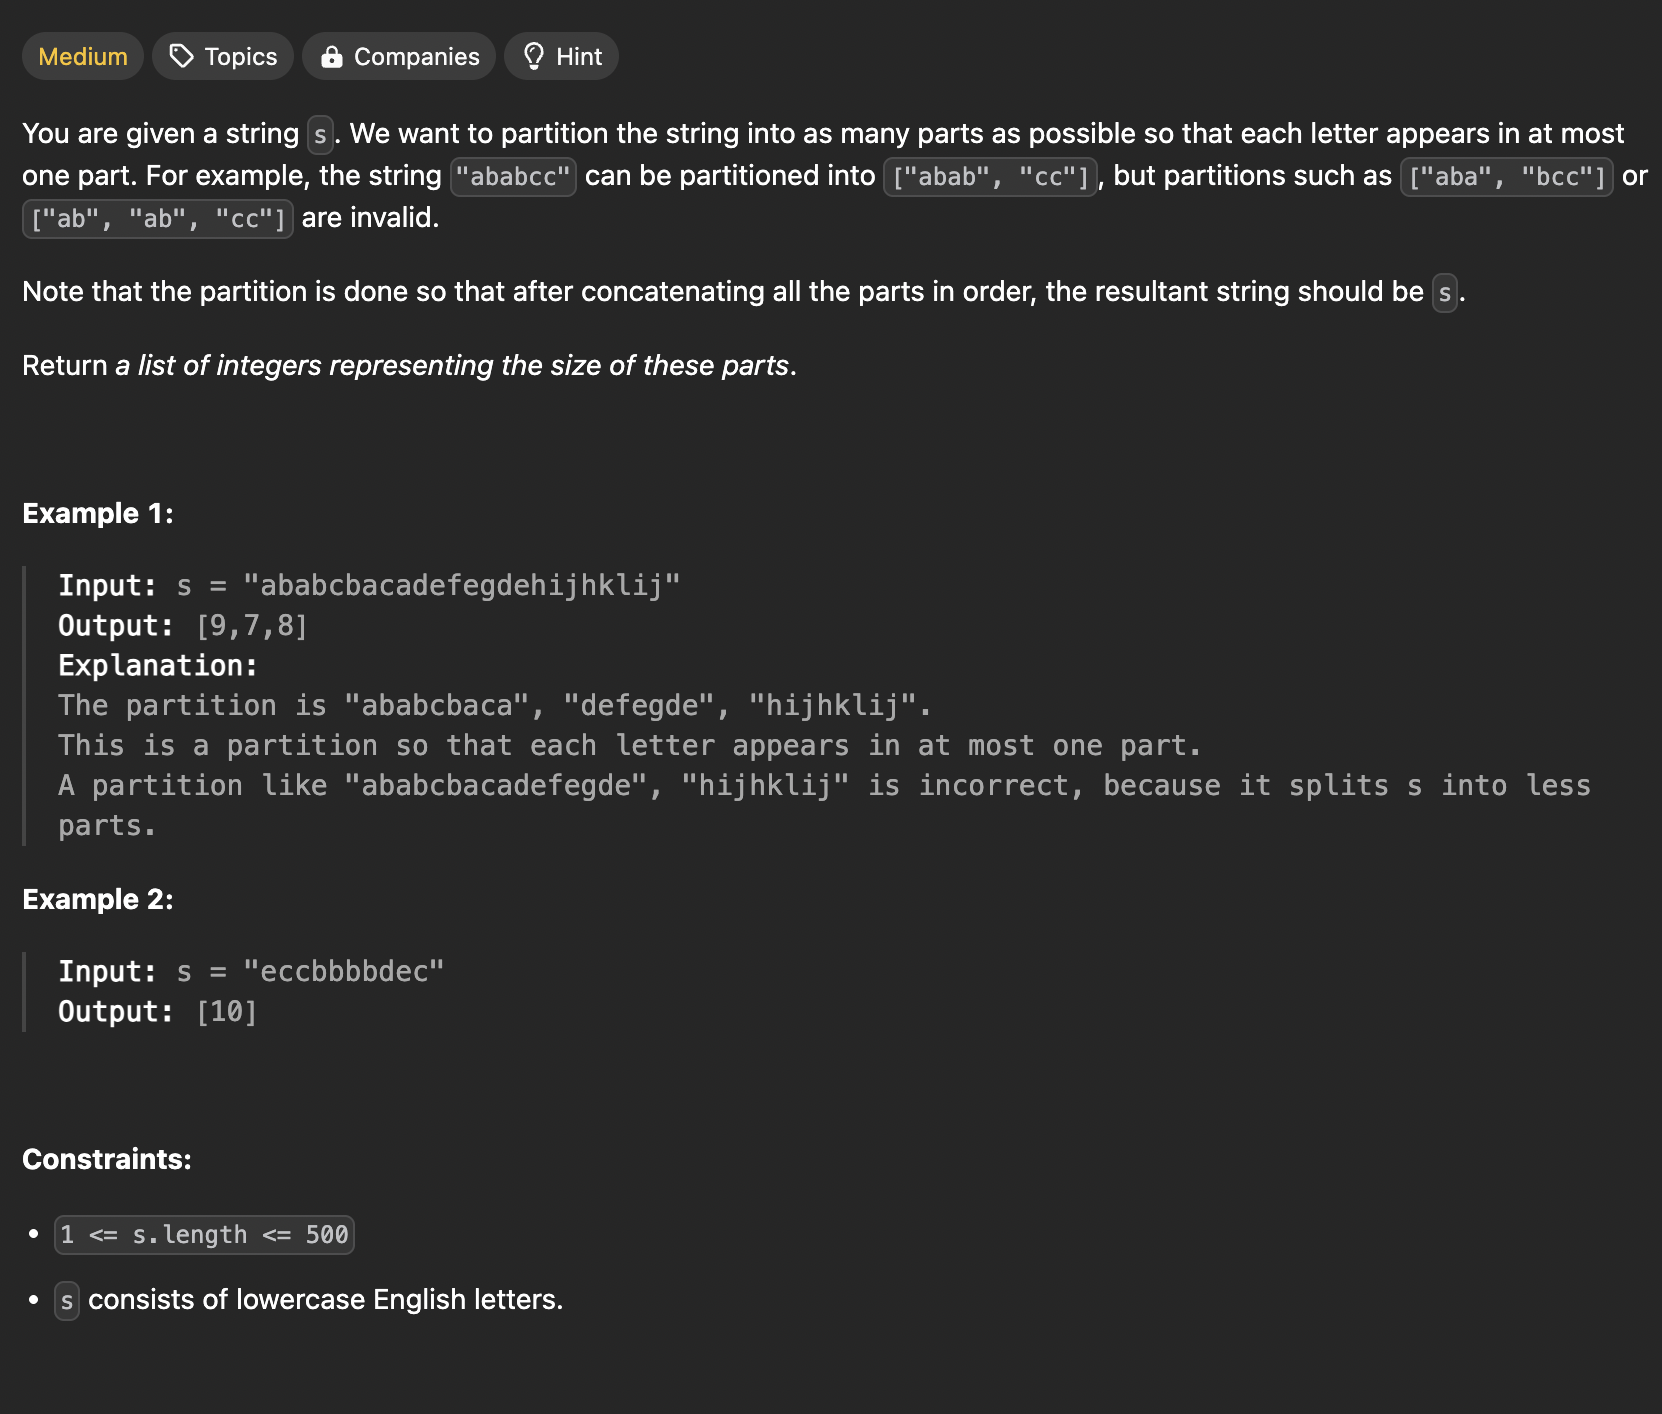 Medium Topics Companies Hint
You are given a string s. We want to partition the string into as many parts as possible so that each letter appears in at most
one part. For example, the string "ababcc" can be partitioned into ["abab", "cc"], but partitions such as ["aba", "bcc"] or
["ab", "ab", "cc"] are invalid.
Note that the partition is done so that after concatenating all the parts in order, the resultant string should be s.
Return a list of integers representing the size of these parts.
Example 1:
Input: s = "ababcbacadefegdehijhklij"
Output: [9,7,8]
Explanation:
The partition is "ababcbaca", "defegde", "hijhklij".
This is a partition so that each letter appears in at most one part.
A partition like "ababcbacadefegde", "hijhklij" is incorrect, because it splits s into less
parts.
Example 2:
Input: s = "eccbbbbdec"
Output: [10]
Constraints:
• 1 <= s.length <= 500
• s consists of lowercase English letters.